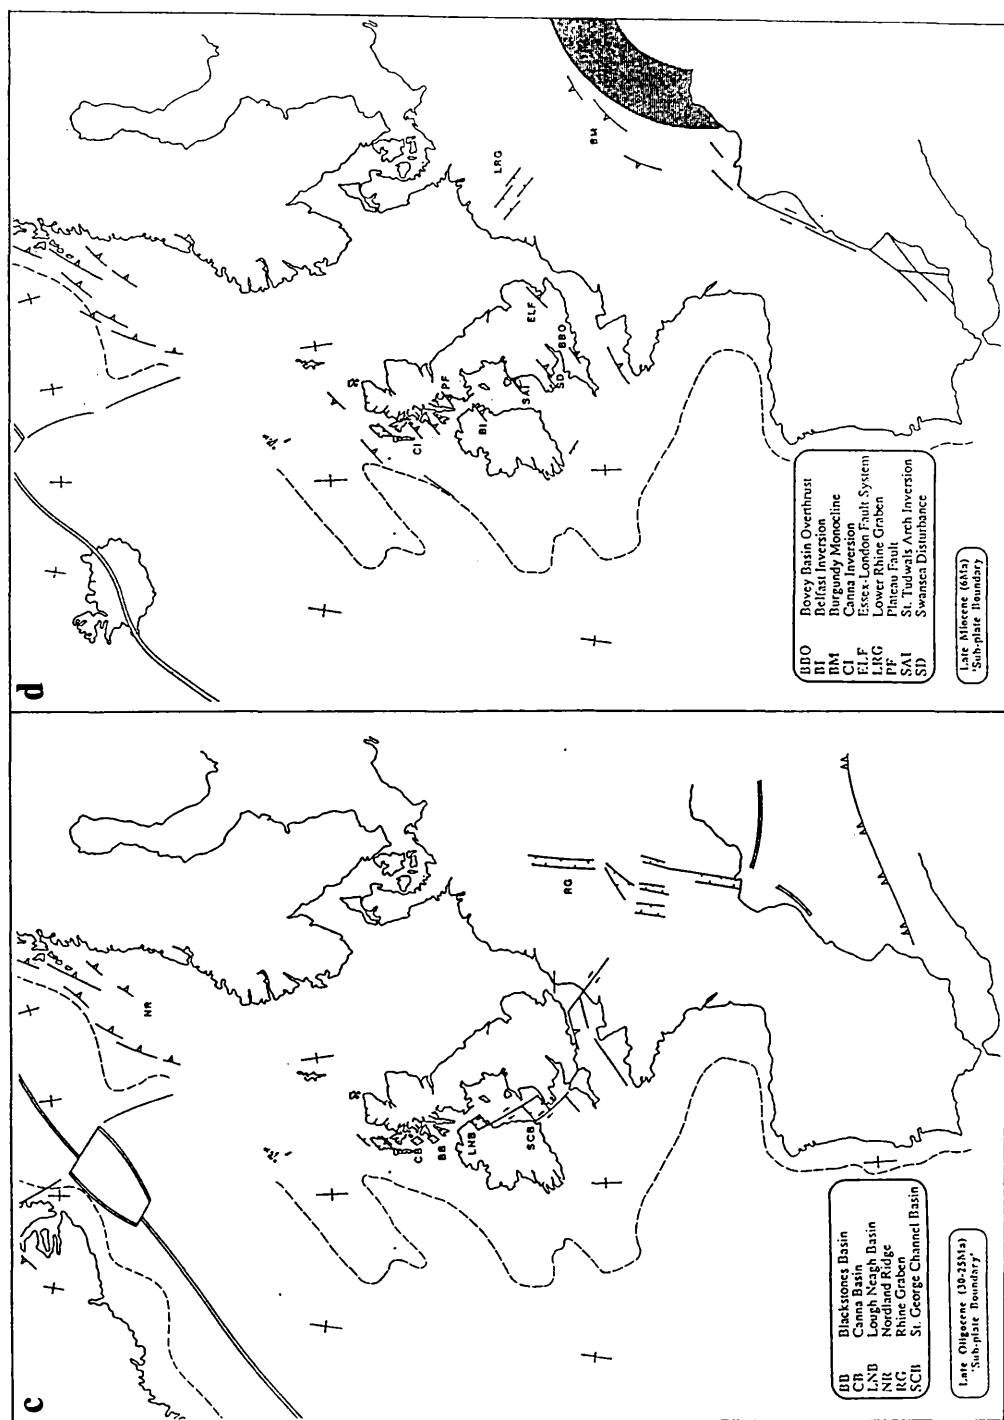 c
NR
CB
BB
LNB
SCB
RG
BB Blackstones Basin
CB Canna Basin
LNB Lough Neagh Basin
NR Nordland Ridge
RG Rhine Graben
SCB St. George Channel Basin
Late Oligocene (30-25Ma)
'Sub-plate Boundary'
d
CI
PF
BI
SAI
SD
BBO
ELF
LRG
BM
BBO Bovey Basin Overthrust
BI Belfast Inversion
BM Burgundy Monocline
CI Canna Inversion
ELF Essex-London Fault System
LRG Lower Rhine Graben
PF Plateau Fault
SAI St. Tudwals Arch Inversion
SD Swansea Disturbance
Late Miocene (6Ma)
'Sub-plate Boundary'